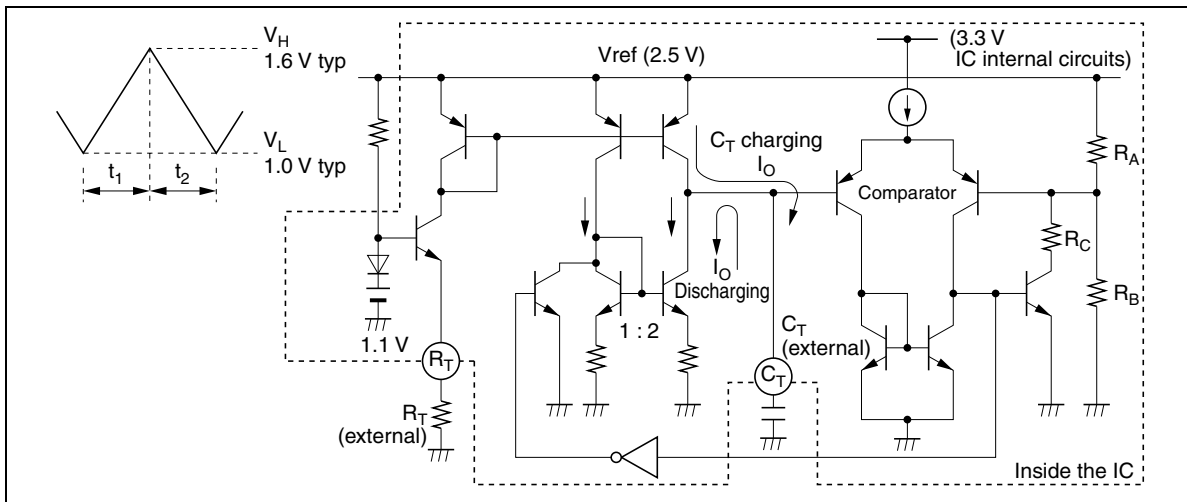 V_H
1.6 V typ
V_L
1.0 V typ
t_1
t_2
Vref (2.5 V)
(3.3 V
IC internal circuits)
C_T charging
I_O
Comparator
R_A
R_C
R_B
I_O
Discharging
1 : 2
C_T
(external)
1.1 V
R_T
C_T
R_T
(external)
Inside the IC